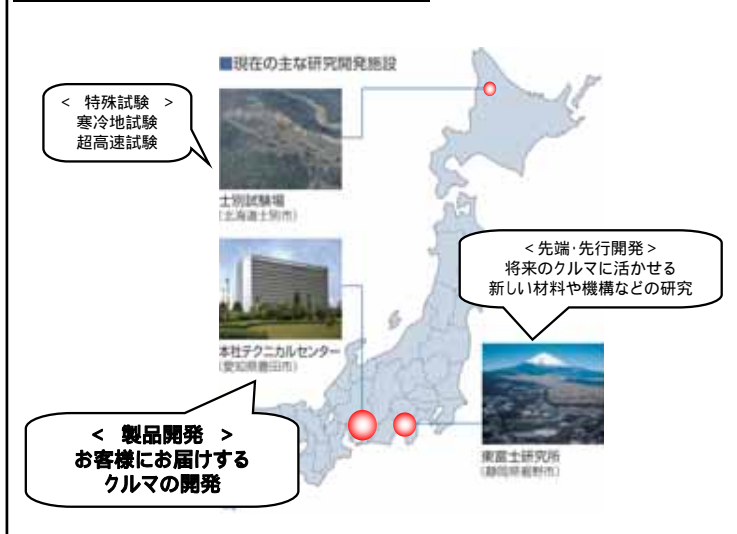 ■現在の主な研究開発施設
< 特殊試験 >
寒冷地試験
超高速試験
士別試験場
(北海道士別市)
<先端･先行開発>
将来のクルマに活かせる
新しい材料や機構などの研究
本社テクニカルセンター
(愛知県豊田市)
東富士研究所
(静岡県裾野市)
< 製品開発 >
お客様にお届けする
クルマの開発